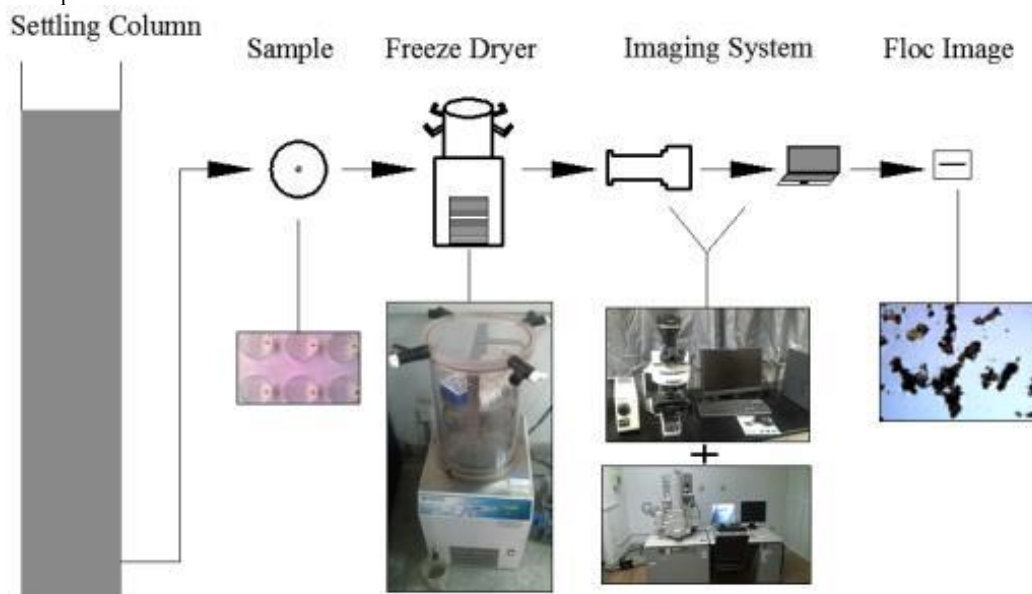 Settling Column
Sample
Freeze Dryer
Imaging System
Floc Image